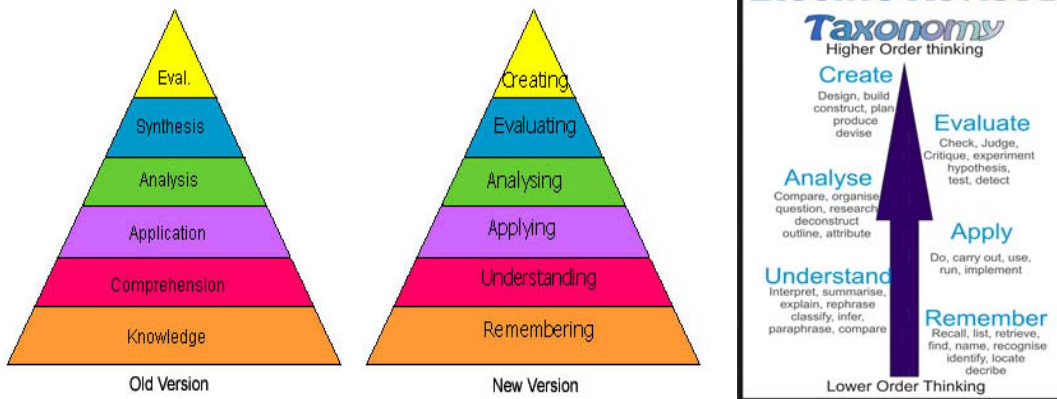 Eval.
Synthesis
Analysis
Application
Comprehension
Knowledge
Old Version
Creating
Evaluating
Analysing
Applying
Understanding
Remembering
New Version
Taxonomy
Higher Order thinking
Create
Design, build
construct, plan
produce
devise
Evaluate
Check, Judge,
Critique, experiment
hypothesis,
test, detect
Analyse
Compare, organise
question, research
deconstruct
outline, attribute
Apply
Do, carry out, use,
run, implement
Understand
Interpret, summarise,
explain, rephrase
classify, infer,
paraphrase, compare
Remember
Recall, list, retrieve,
find, name, recognise
identify, locate
decribe
Lower Order Thinking